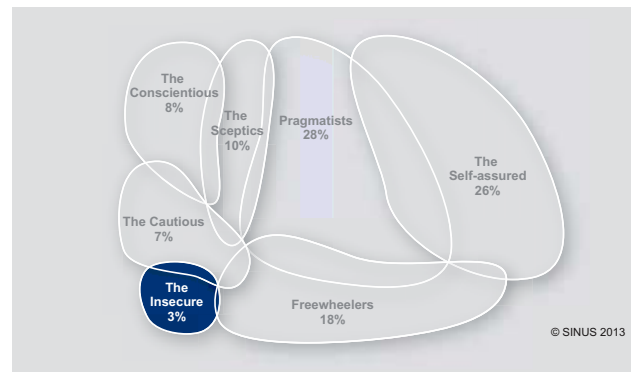 The
Conscientious
8%
The
Sceptics
10%
Pragmatists
28%
The
Self-assured
26%
The Cautious
7%
The
Insecure
3%
Freewheelers
18%
© SINUS 2013